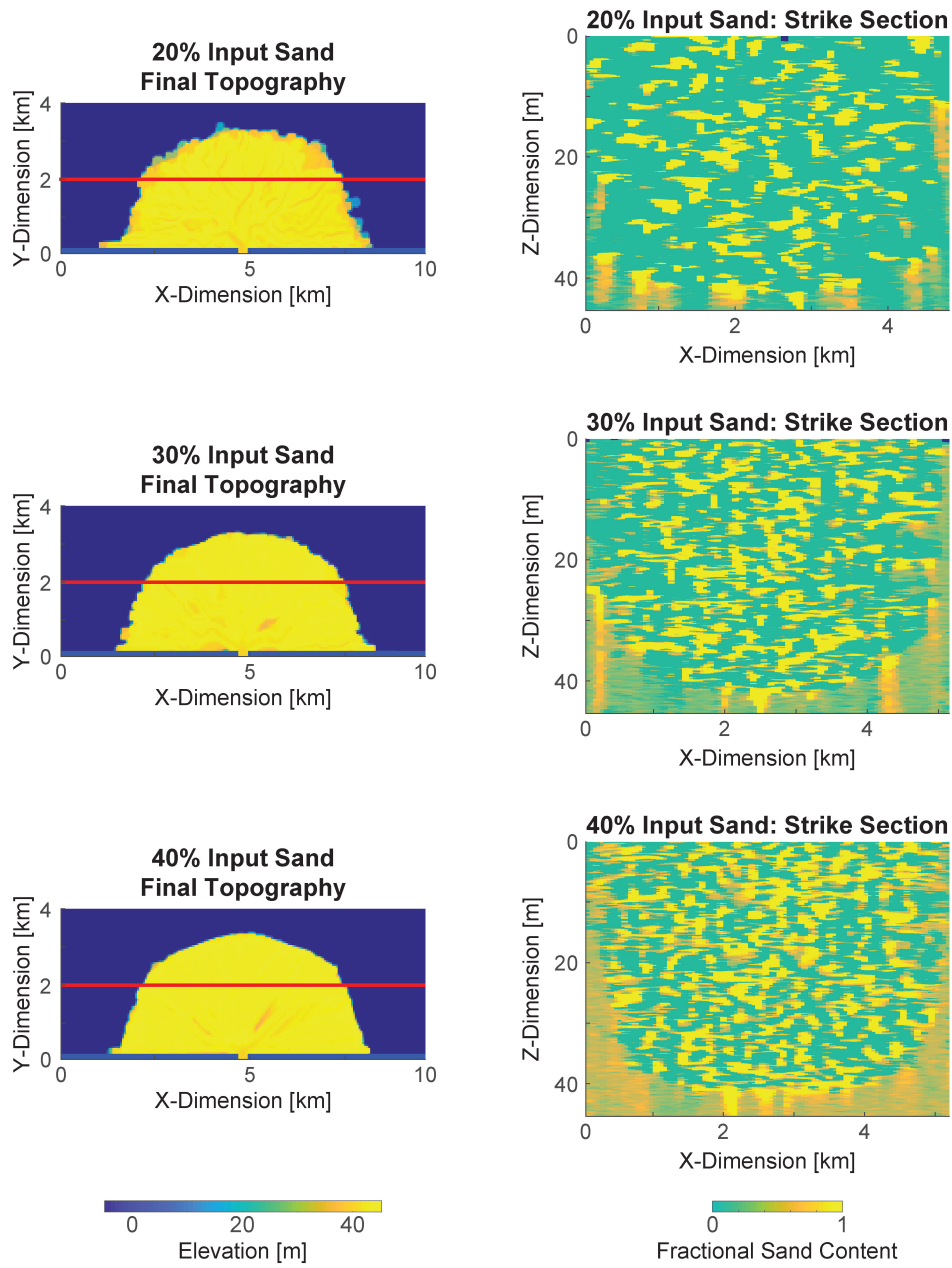 20% Input Sand
Final Topography
4
2
0
Y-Dimension [km]
0 5 10
X-Dimension [km]
20% Input Sand: Strike Section
0
20
40
Z-Dimension [m]
0 2 4
X-Dimension [km]
30% Input Sand
Final Topography
4
2
0
Y-Dimension [km]
0 5 10
X-Dimension [km]
30% Input Sand: Strike Section
0
20
40
Z-Dimension [m]
0 2 4
X-Dimension [km]
40% Input Sand
Final Topography
4
2
0
Y-Dimension [km]
0 5 10
X-Dimension [km]
40% Input Sand: Strike Section
0
20
40
Z-Dimension [m]
0 2 4
X-Dimension [km]
0 20 40
Elevation [m]
0 1
Fractional Sand Content